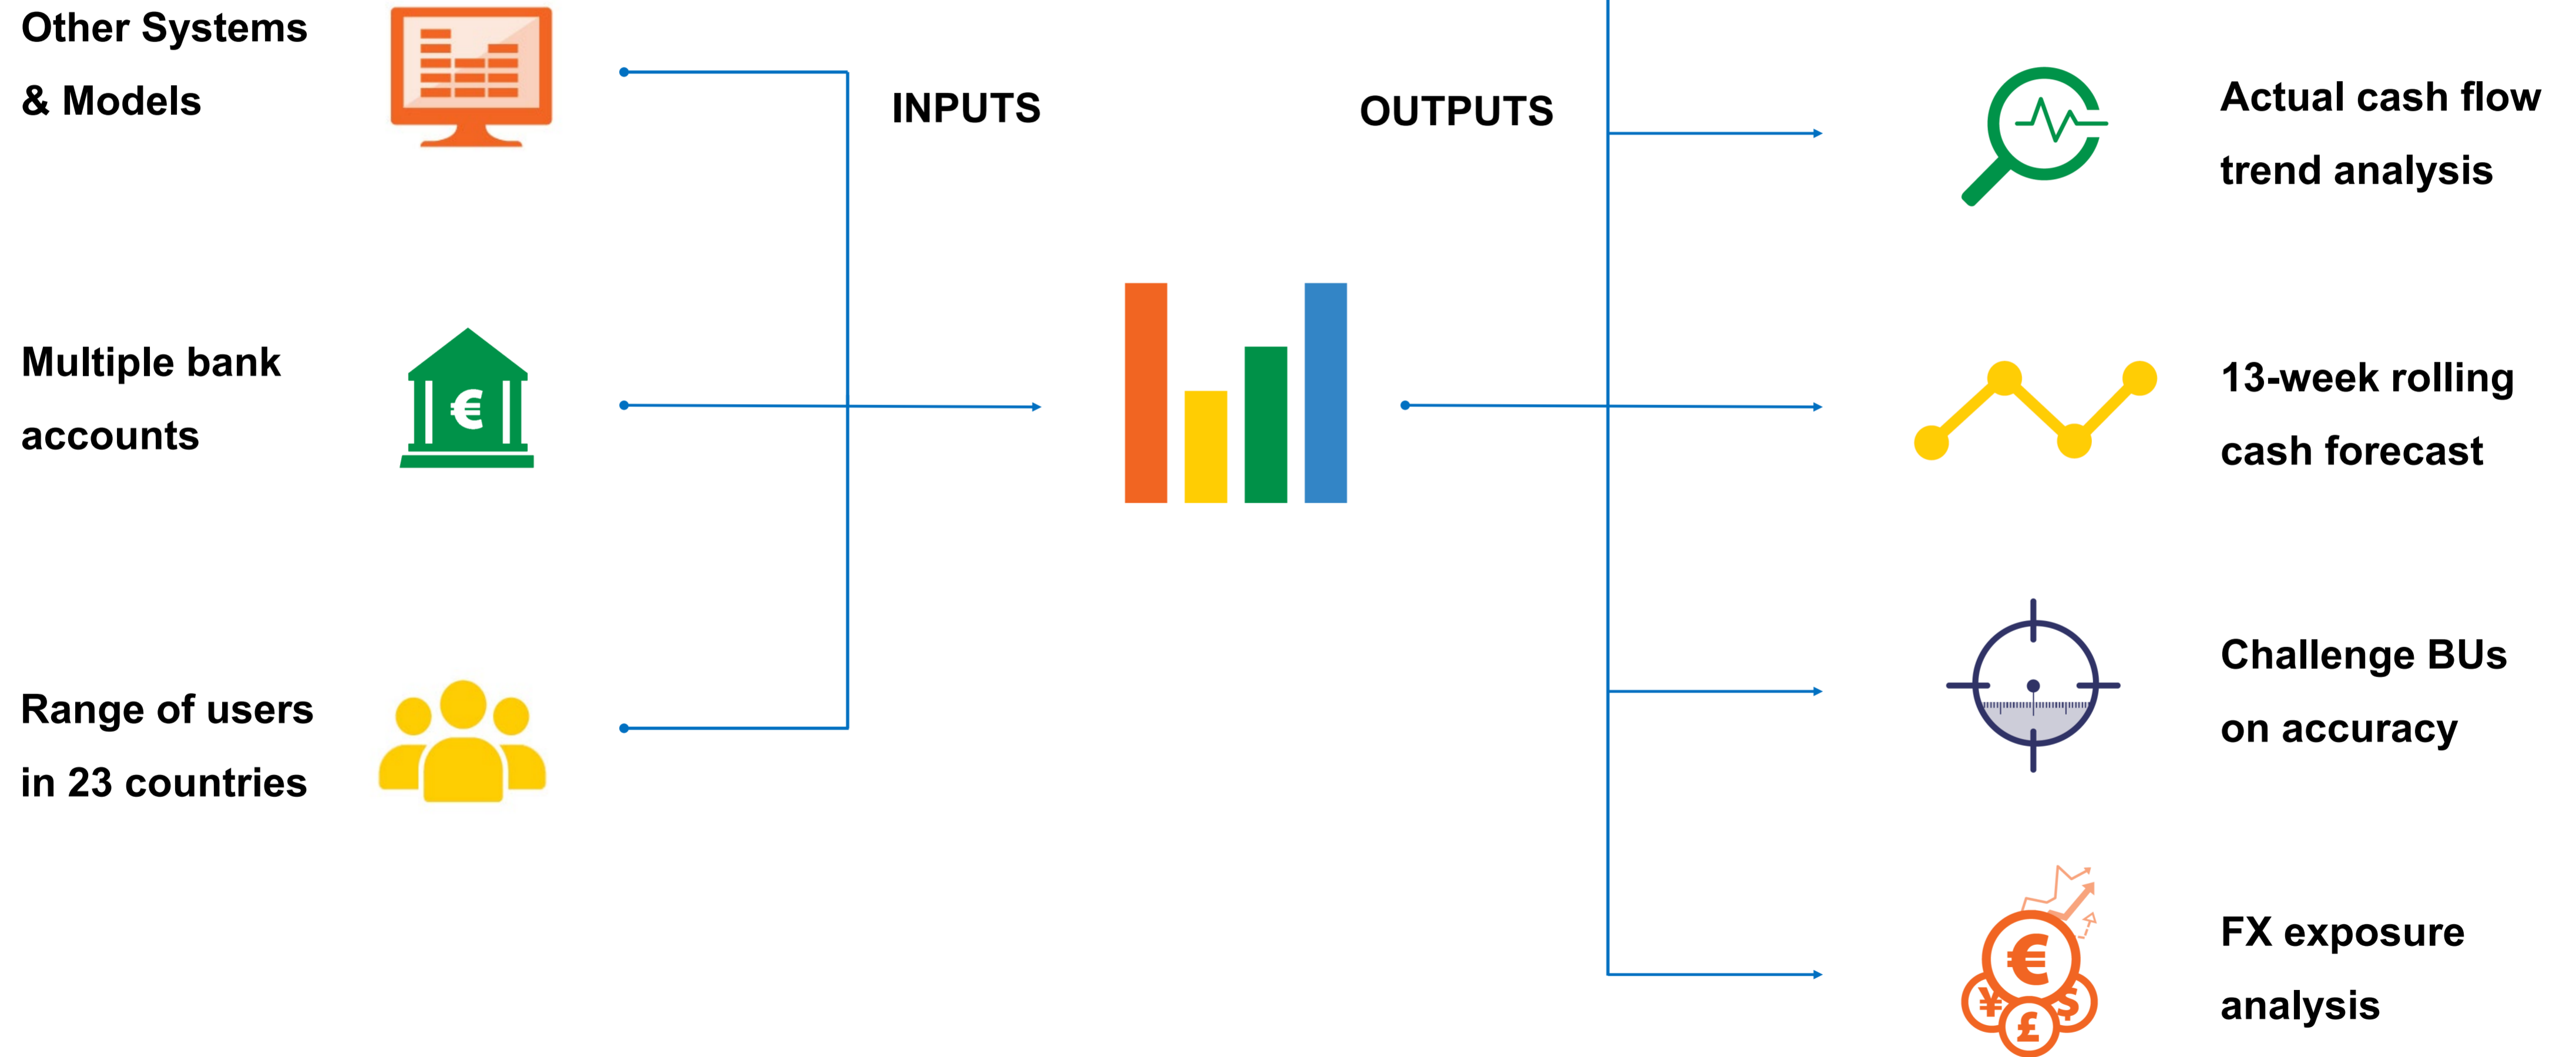 Other Systems
& Models
Multiple bank
accounts
€
Range of users
in 23 countries
INPUTS
OUTPUTS
Actual cash flow
trend analysis
13-week rolling
cash forecast
Challenge BUs
on accuracy
FX exposure
analysis
€
¥
$
£